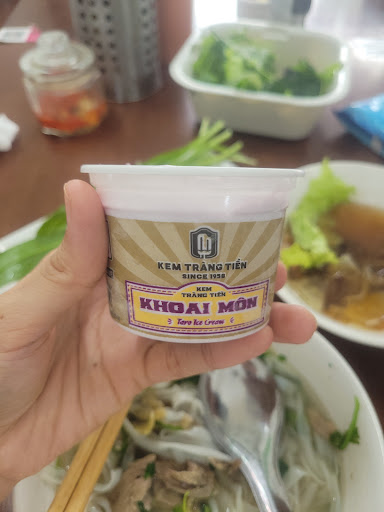 KEM TRÀNG TIỀN
SINCE 1958
KEM
TRÀNG TIỀN
KHOAI MÔN
Taro Ice Cream